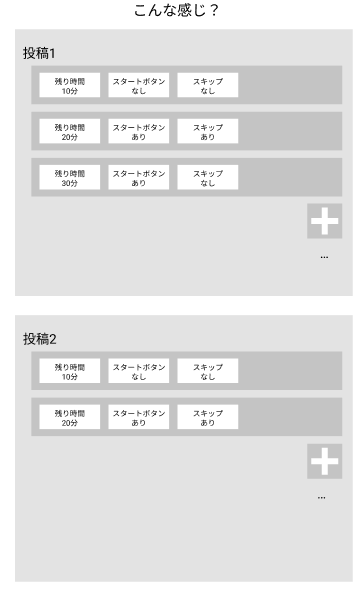 こんな感じ？
投稿1
残り時間 スタートボタン スキップ
10分 なし なし
残り時間 スタートボタン スキップ
20分 あり あり
残り時間 スタートボタン スキップ
30分 あり なし
...
投稿2
残り時間 スタートボタン スキップ
10分 なし なし
残り時間 スタートボタン スキップ
20分 あり あり
...